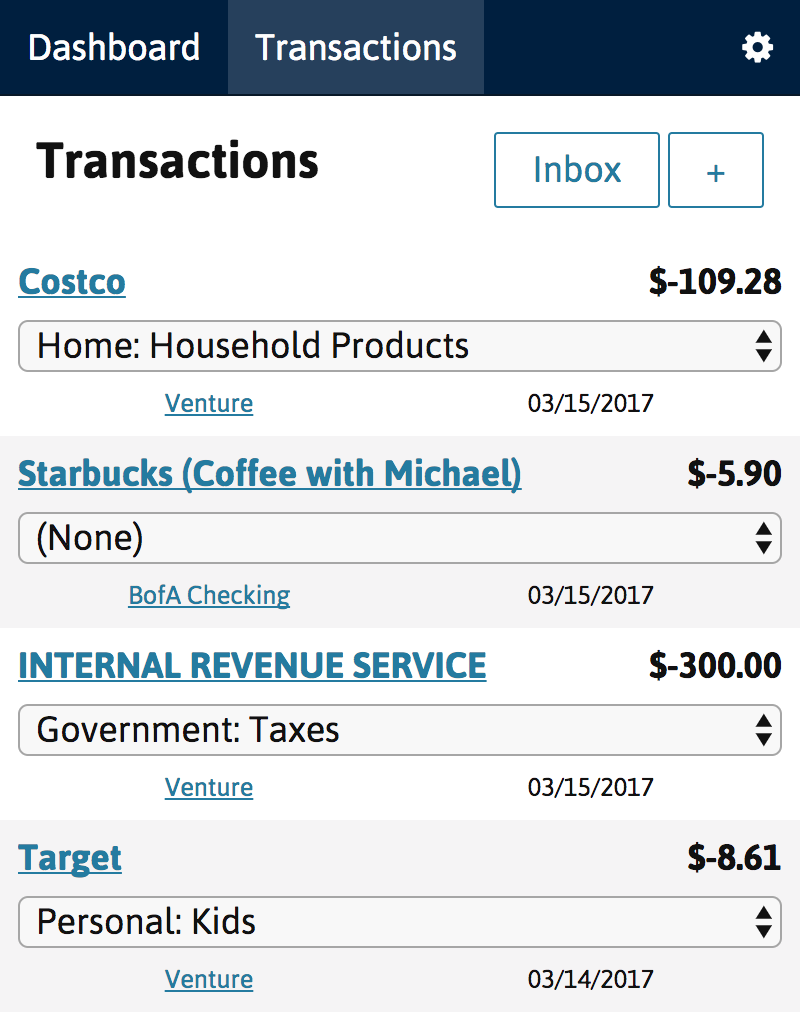 Dashboard Transactions
Transactions Inbox +
Costco $-109.28
Home: Household Products
Venture 03/15/2017
Starbucks (Coffee with Michael) $-5.90
(None)
BofA Checking 03/15/2017
INTERNAL REVENUE SERVICE $-300.00
Government: Taxes
Venture 03/15/2017
Target $-8.61
Personal: Kids
Venture 03/14/2017